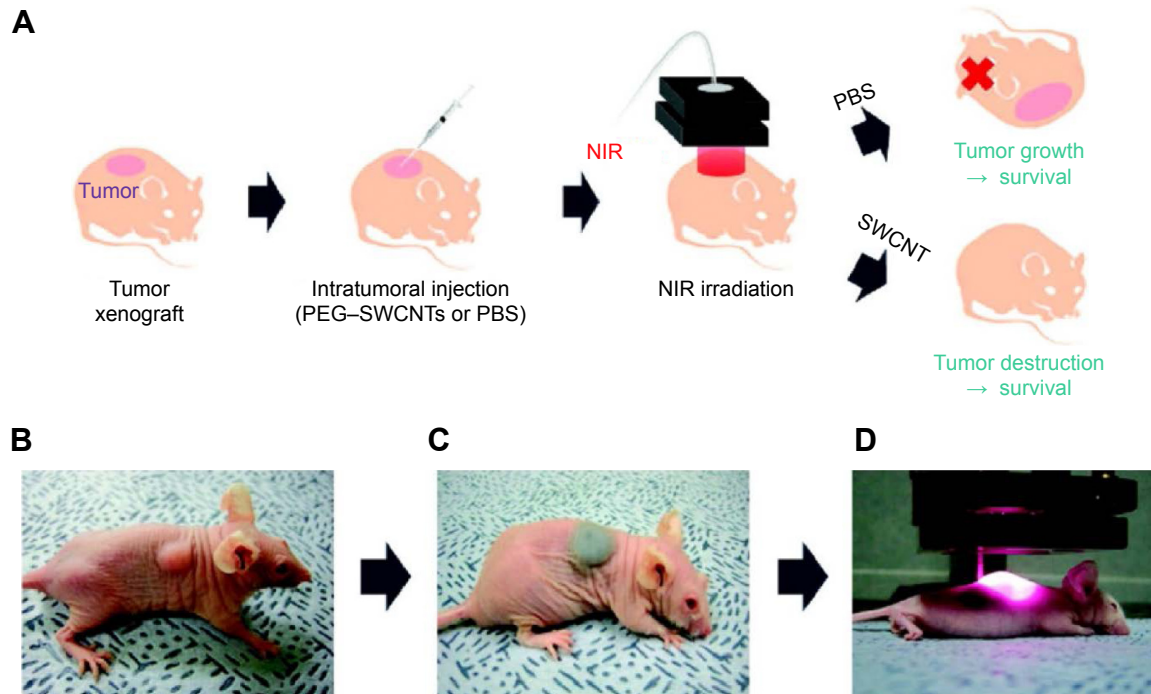 A
Tumor
NIR
PBS
SWCNT
Tumor
xenograft
Intratumoral injection
(PEG–SWCNTs or PBS)
NIR irradiation
Tumor growth
→ survival
Tumor destruction
→ survival
B
C
D